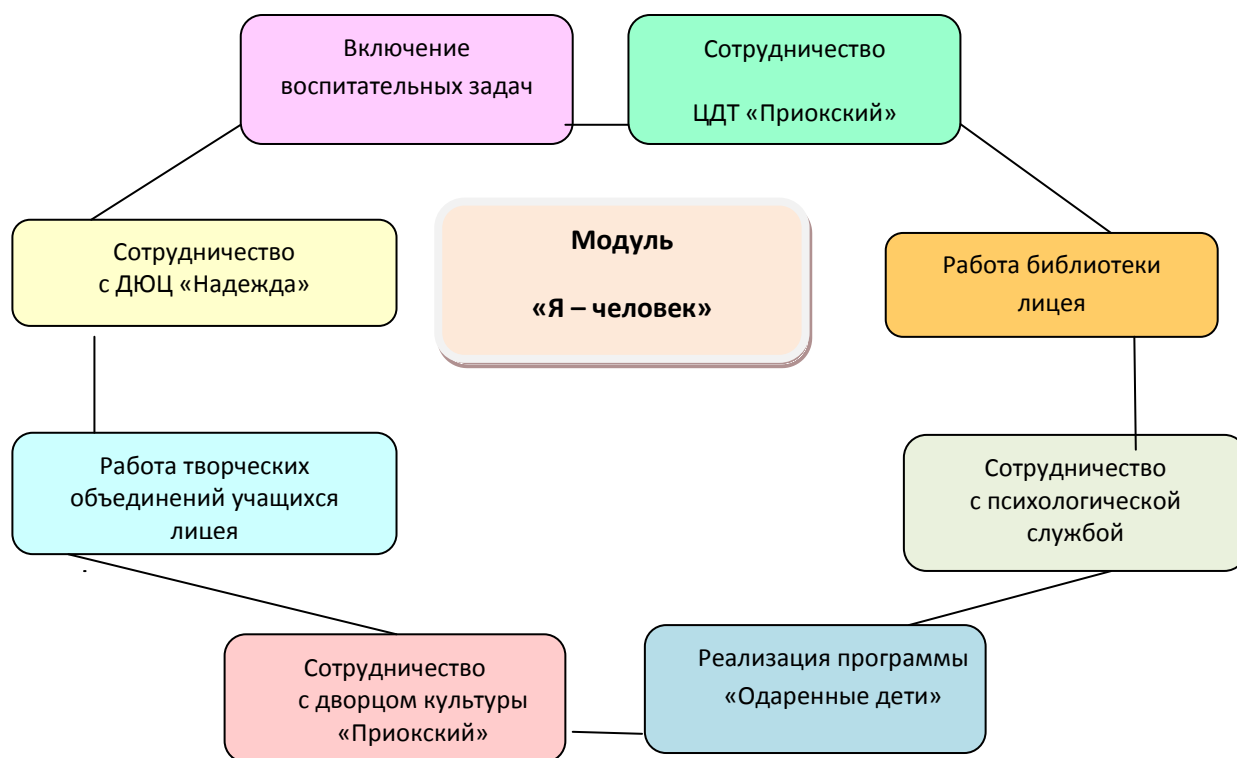 Включение
воспитательных задач
Сотрудничество
ЦДТ «Приокский»
Модуль
«Я – человек»
Сотрудничество
с ДЮЦ «Надежда»
Работа библиотеки
лицея
Работа творческих
объединений учащихся
лицея
Сотрудничество
с психологической
службой
.
Сотрудничество
с дворцом культуры
«Приокский»
Реализация программы
«Одаренные дети»